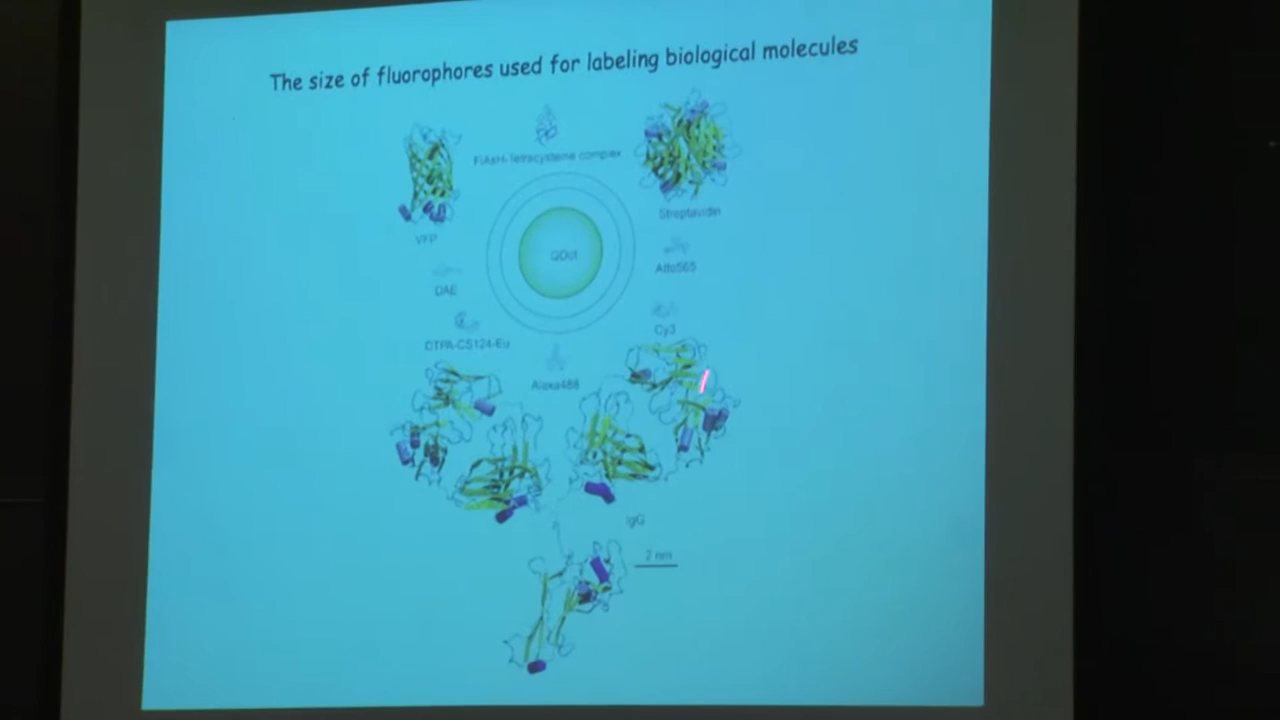 The size of fluorophores used for labeling biological molecules
FlAsH-Tetracysteine complex
Streptavidin
YFP
QDot
Atto565
DAE
Cy3
DTPA-CS124-Eu
Alexa488
IgG
2 nm